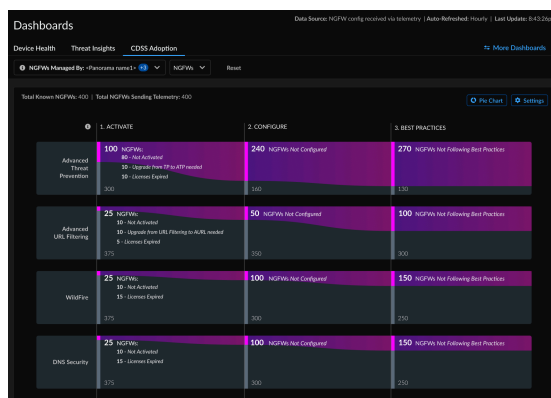 Dashboards
Data Source: NGFW config received via telemetry | Auto-Refreshed: Hourly | Last Update: 8:43:26p
Device Health Threat Insights CDSS Adoption
More Dashboards
NGFWs Managed By: <Panorama name1> +3 NGFWs Reset
Total Known NGFWs: 400 | Total NGFWs Sending Telemetry: 400
Pie Chart Settings
1. ACTIVATE 2. CONFIGURE 3. BEST PRACTICES
Advanced Threat Prevention
100 NGFWs:
80 - Not Activated
10 - Upgrade from TP to ATP needed
10 - Licenses Expired
300
240 NGFWs Not Configured
160
270 NGFWs Not Following Best Practices
130
Advanced URL Filtering
25 NGFWs:
10 - Not Activated
10 - Upgrade from URL Filtering to AURL needed
5 - Licenses Expired
375
50 NGFWs Not Configured
350
100 NGFWs Not Following Best Practices
300
WildFire
25 NGFWs:
10 - Not Activated
15 - Licenses Expired
375
100 NGFWs Not Configured
300
150 NGFWs Not Following Best Practices
250
DNS Security
25 NGFWs:
10 - Not Activated
15 - Licenses Expired
375
100 NGFWs Not Configured
300
150 NGFWs Not Following Best Practices
250